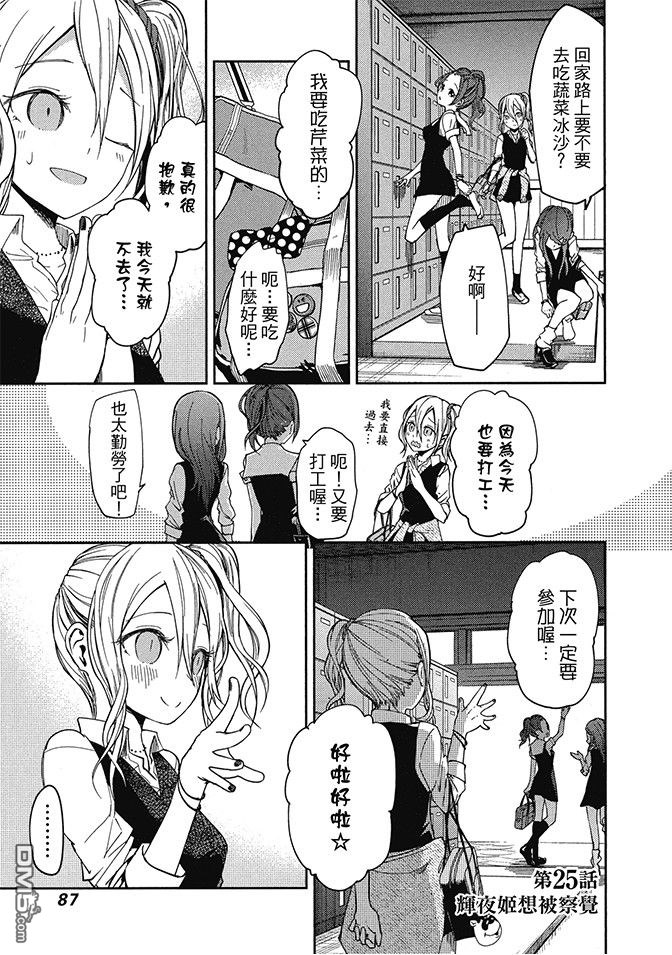 回家路上要不要
去吃蔬菜冰沙？
好啊——
我要吃芹菜的…
呃…要吃
什麼好呢…
真的很
抱歉，
我今天就
不去了…
因為今天
也要打工…
我要直接
過去…
呃！又要
打工喔…
也太勤勞了吧！
下次一定要
參加喔…
好啦好啦☆
………
第25話
輝夜姬想被察覺
87
DM5